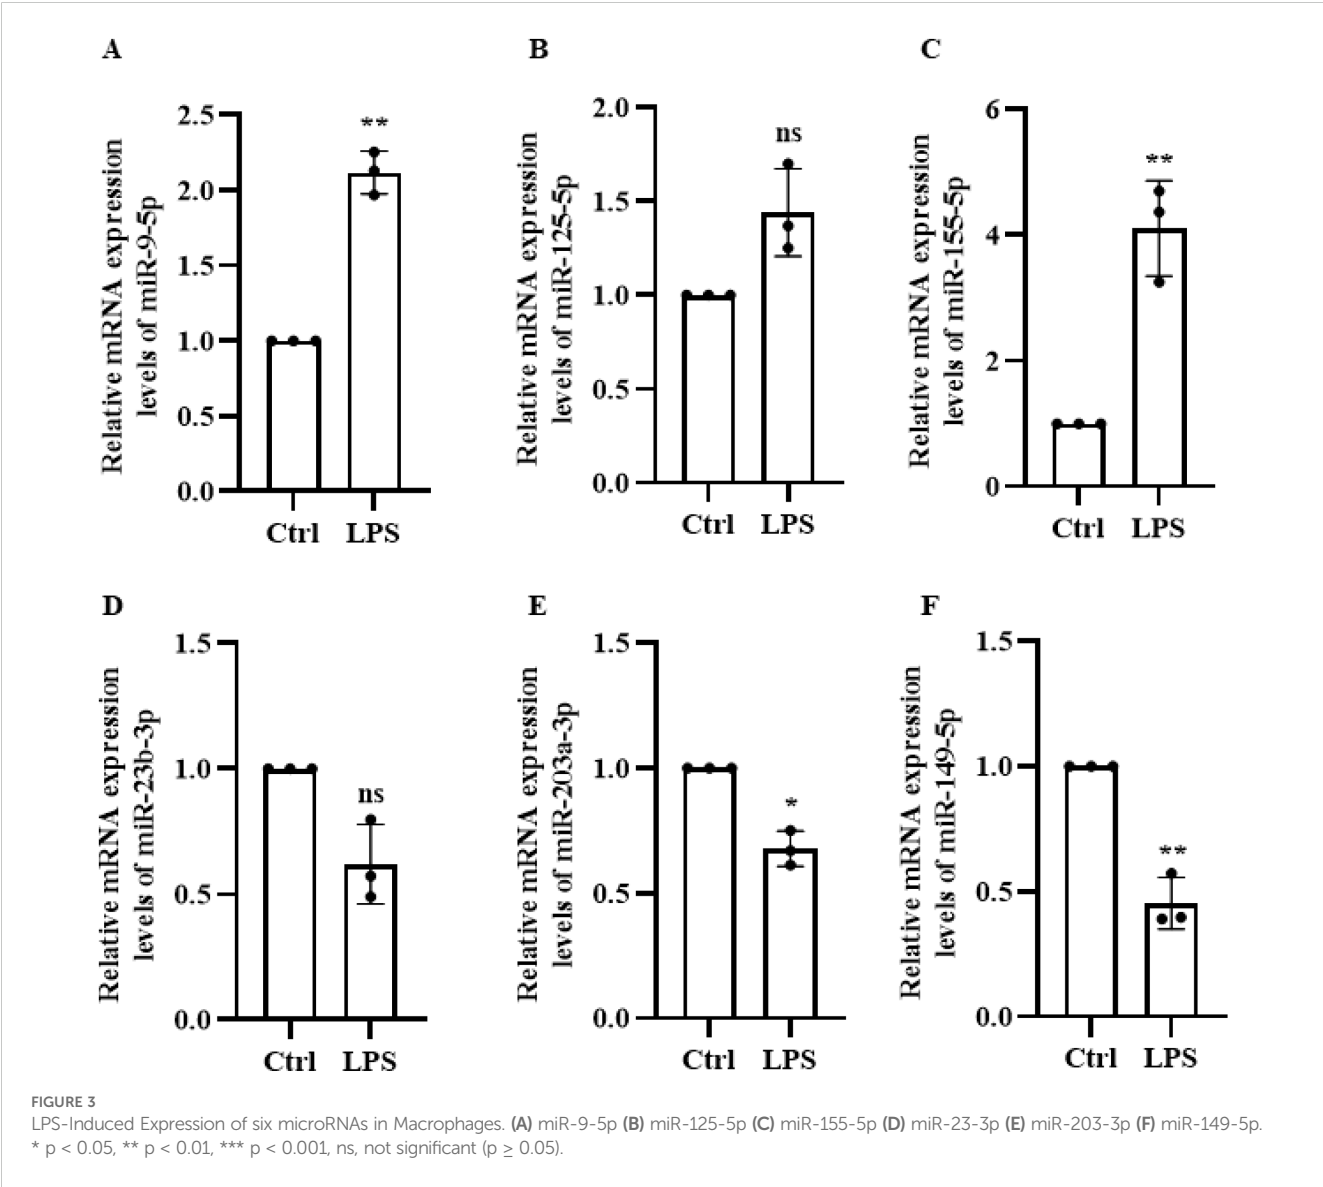 A
Relative mRNA expression
levels of miR-9-5p
2.5
2.0
1.5
1.0
0.5
0.0
**
Ctrl LPS
B
Relative mRNA expression
levels of miR-125-5p
2.0
1.5
1.0
0.5
0.0
ns
Ctrl LPS
C
Relative mRNA expression
levels of miR-155-5p
6
4
2
0
**
Ctrl LPS
D
Relative mRNA expression
levels of miR-23b-3p
1.5
1.0
0.5
0.0
ns
Ctrl LPS
E
Relative mRNA expression
levels of miR-203a-3p
1.5
1.0
0.5
0.0
*
Ctrl LPS
F
Relative mRNA expression
levels of miR-149-5p
1.5
1.0
0.5
0.0
**
Ctrl LPS
FIGURE 3
LPS-Induced Expression of six microRNAs in Macrophages. (A) miR-9-5p (B) miR-125-5p (C) miR-155-5p (D) miR-23-3p (E) miR-203-3p (F) miR-149-5p.
* p < 0.05, ** p < 0.01, *** p < 0.001, ns, not significant (p ≥ 0.05).